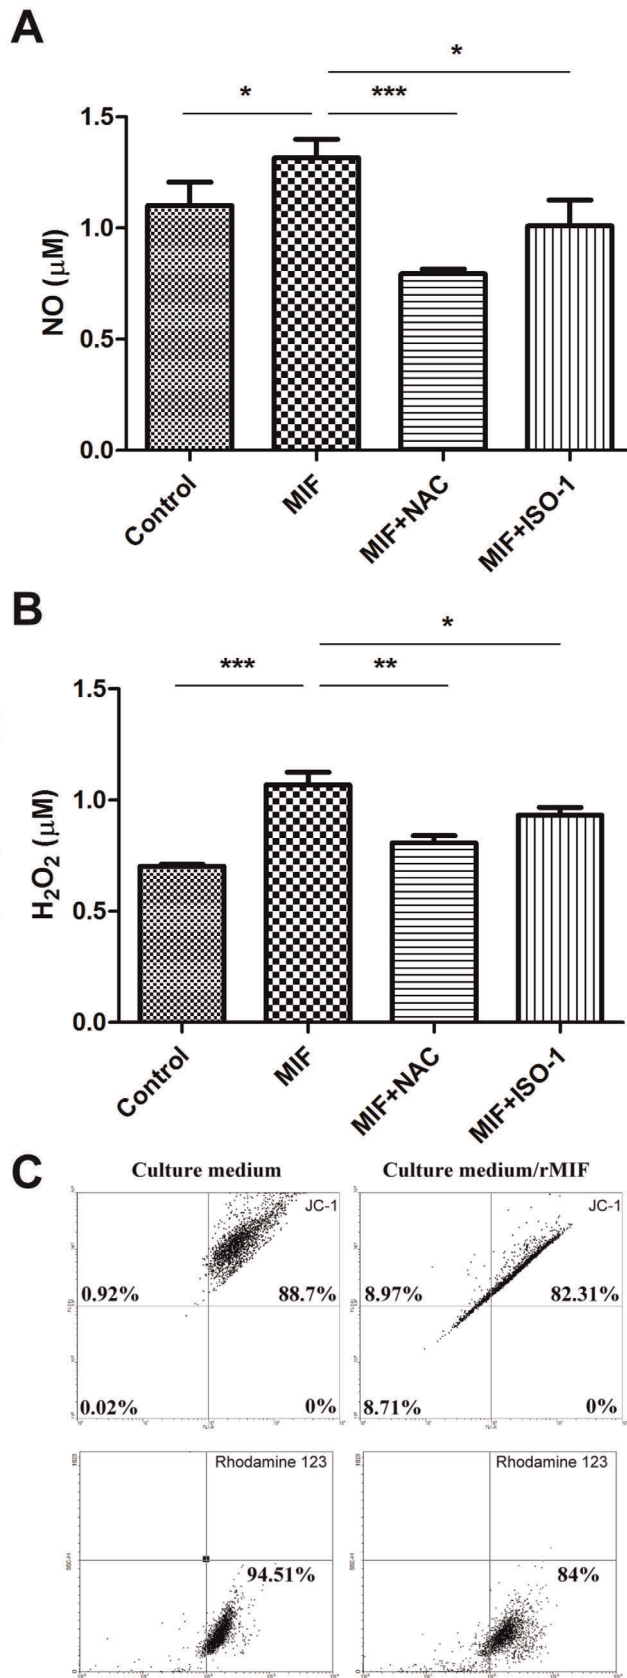 A
*
* ***
1.5
1.0
0.5
0.0
NO (μM)
Control
MIF
MIF+NAC
MIF+ISO-1
B
*
*** **
1.5
1.0
0.5
0.0
H₂O₂ (μM)
Control
MIF
MIF+NAC
MIF+ISO-1
C
Culture medium
Culture medium/rMIF
JC-1
0.92% 88.7%
0.02% 0%
JC-1
8.97% 82.31%
8.71% 0%
Rhodamine 123
94.51%
Rhodamine 123
84%